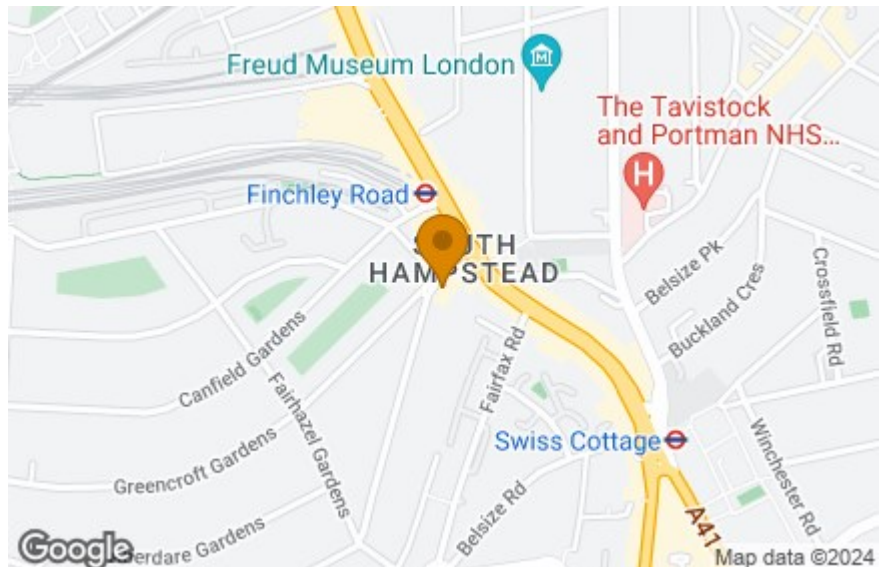 Freud Museum London
The Tavistock
and Portman NHS...
H
Finchley Road
SOUTH
HAMPSTEAD
Belsize Pk
Crossfield Rd
Buckland Cres
Canfield Gardens
Fairfax Rd
Fairhazel Gardens
Swiss Cottage
Greencroft Gardens
Winchester Rd
Belsize Rd
A41
Google
Map data ©2024